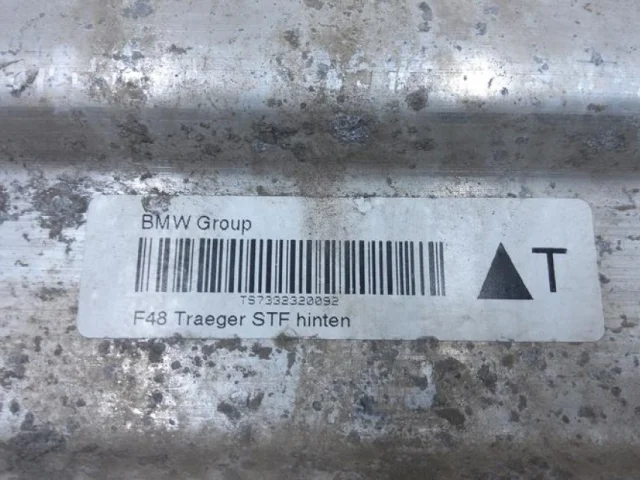 BMW Group
T
TS7332320092
F48 Traeger STF hinten